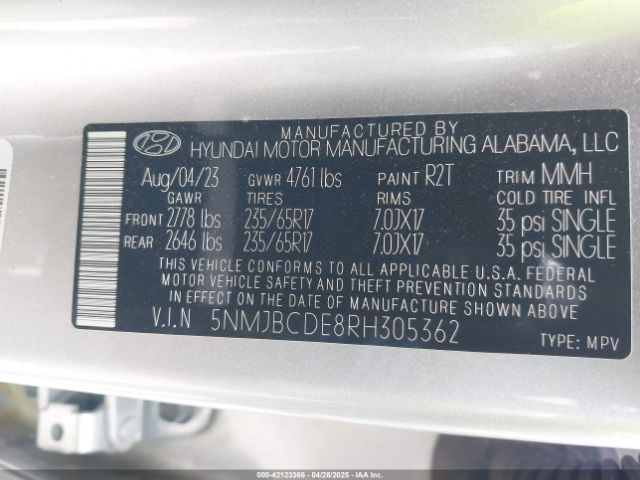 MANUFACTURED BY
HYUNDAI MOTOR MANUFACTURING ALABAMA, LLC
Aug/04/23 GVWR 4761 lbs PAINT R2T TRIM MMH
GAWR TIRES RIMS COLD TIRE INFL
FRONT 2778 lbs 235/65R17 7.0JX17 35 psi SINGLE
REAR 2646 lbs 235/65R17 7.0JX17 35 psi SINGLE
THIS VEHICLE CONFORMS TO ALL APPLICABLE U.S.A. FEDERAL
MOTOR VEHICLE SAFETY AND THEFT PREVENTION STANDARDS
IN EFFECT ON THE DATE OF MANUFACTURE SHOWN ABOVE
V.I.N 5NMJBCDE8RH305362
TYPE: MPV
000-42123366 - 04/28/2025 - IAAI